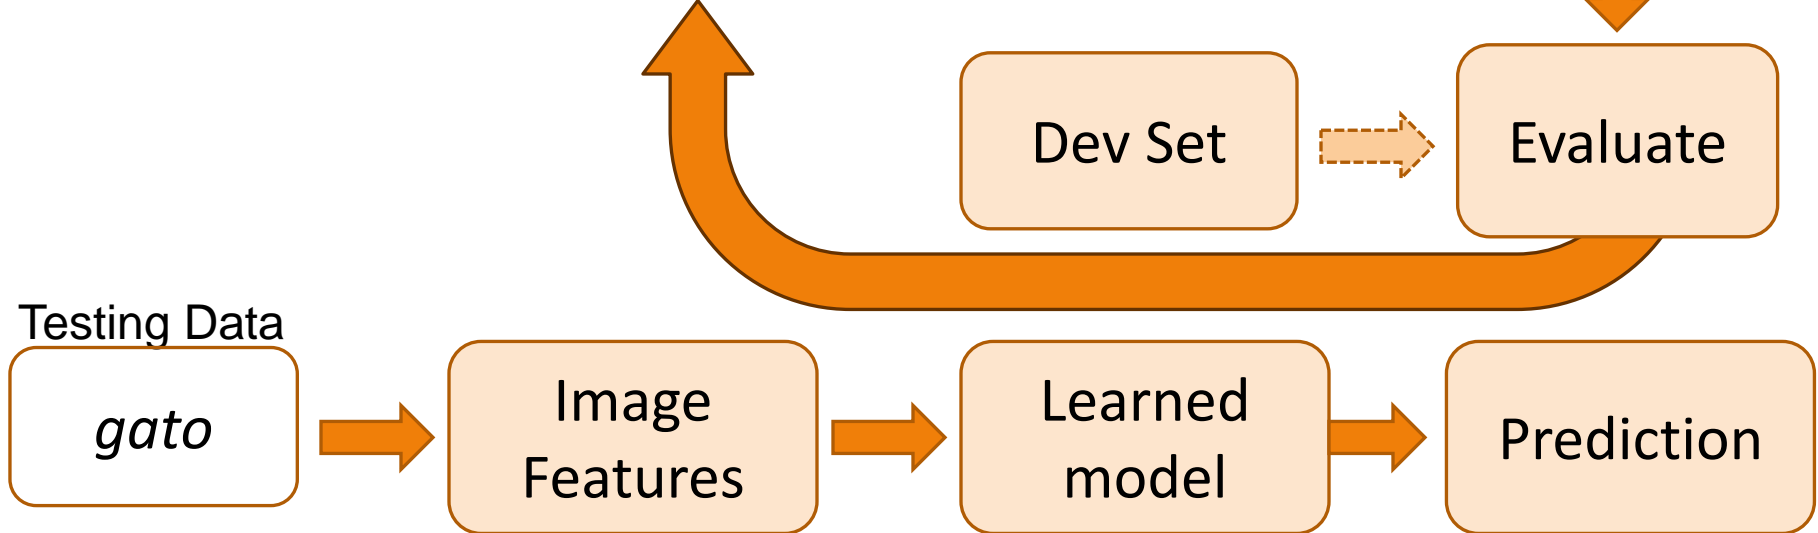 Dev Set
Evaluate
Testing Data
gato
Image
Features
Learned
model
Prediction